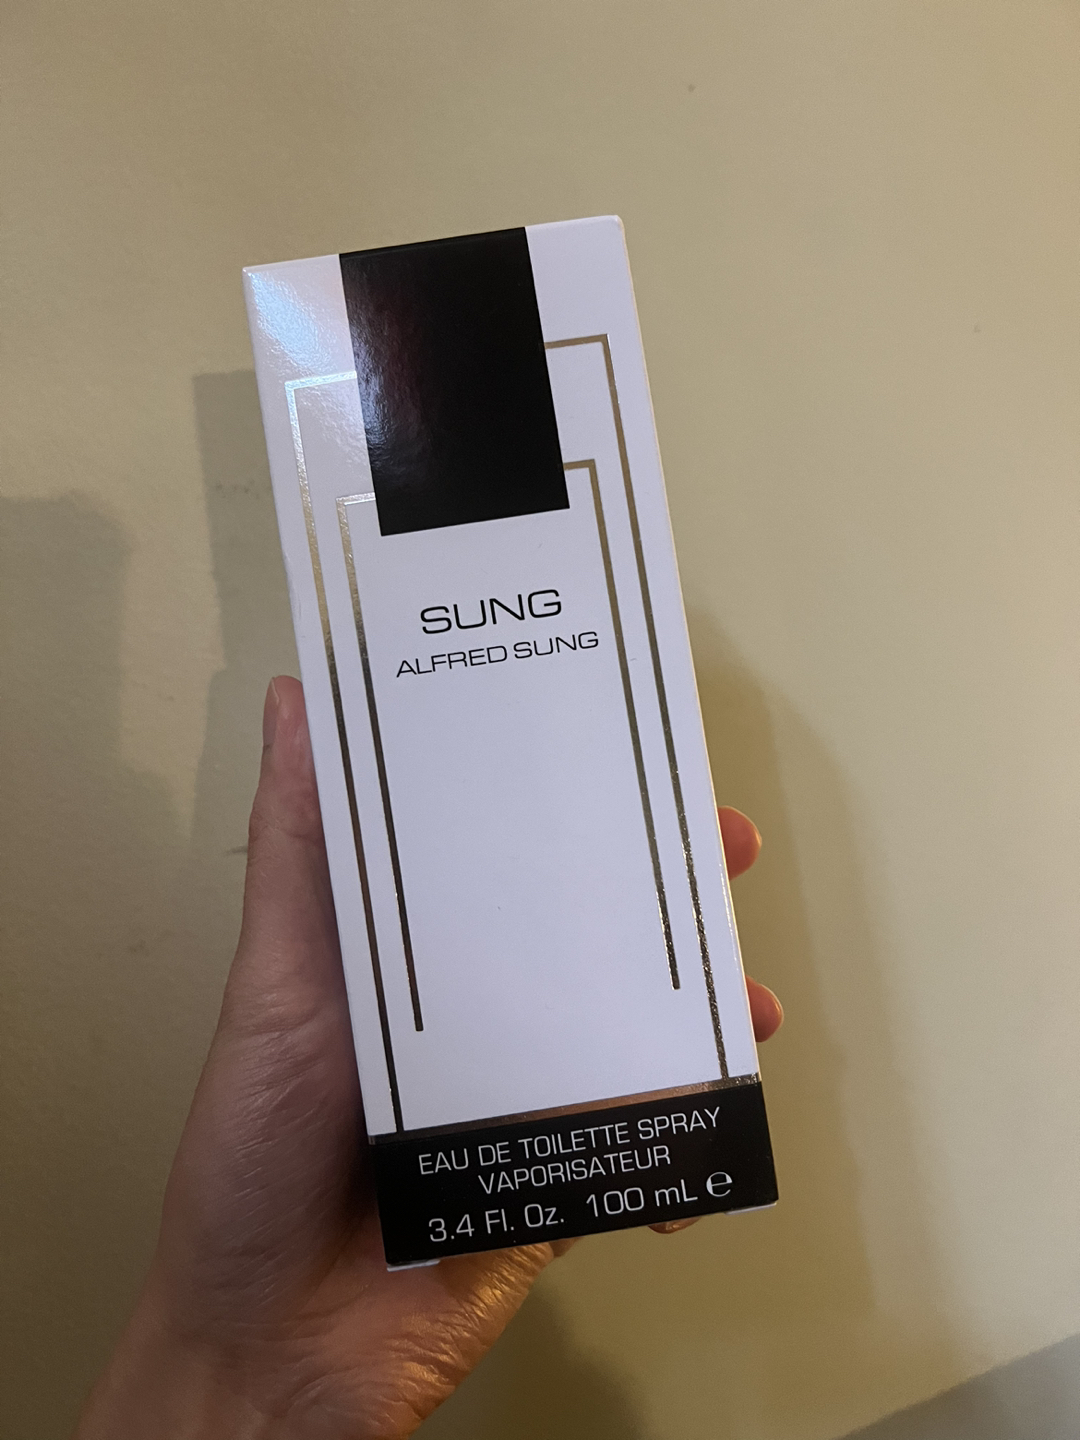 SUNG
ALFRED SUNG
EAU DE TOILETTE SPRAY
VAPORISATEUR
3.4 Fl. Oz. 100 mL ℮